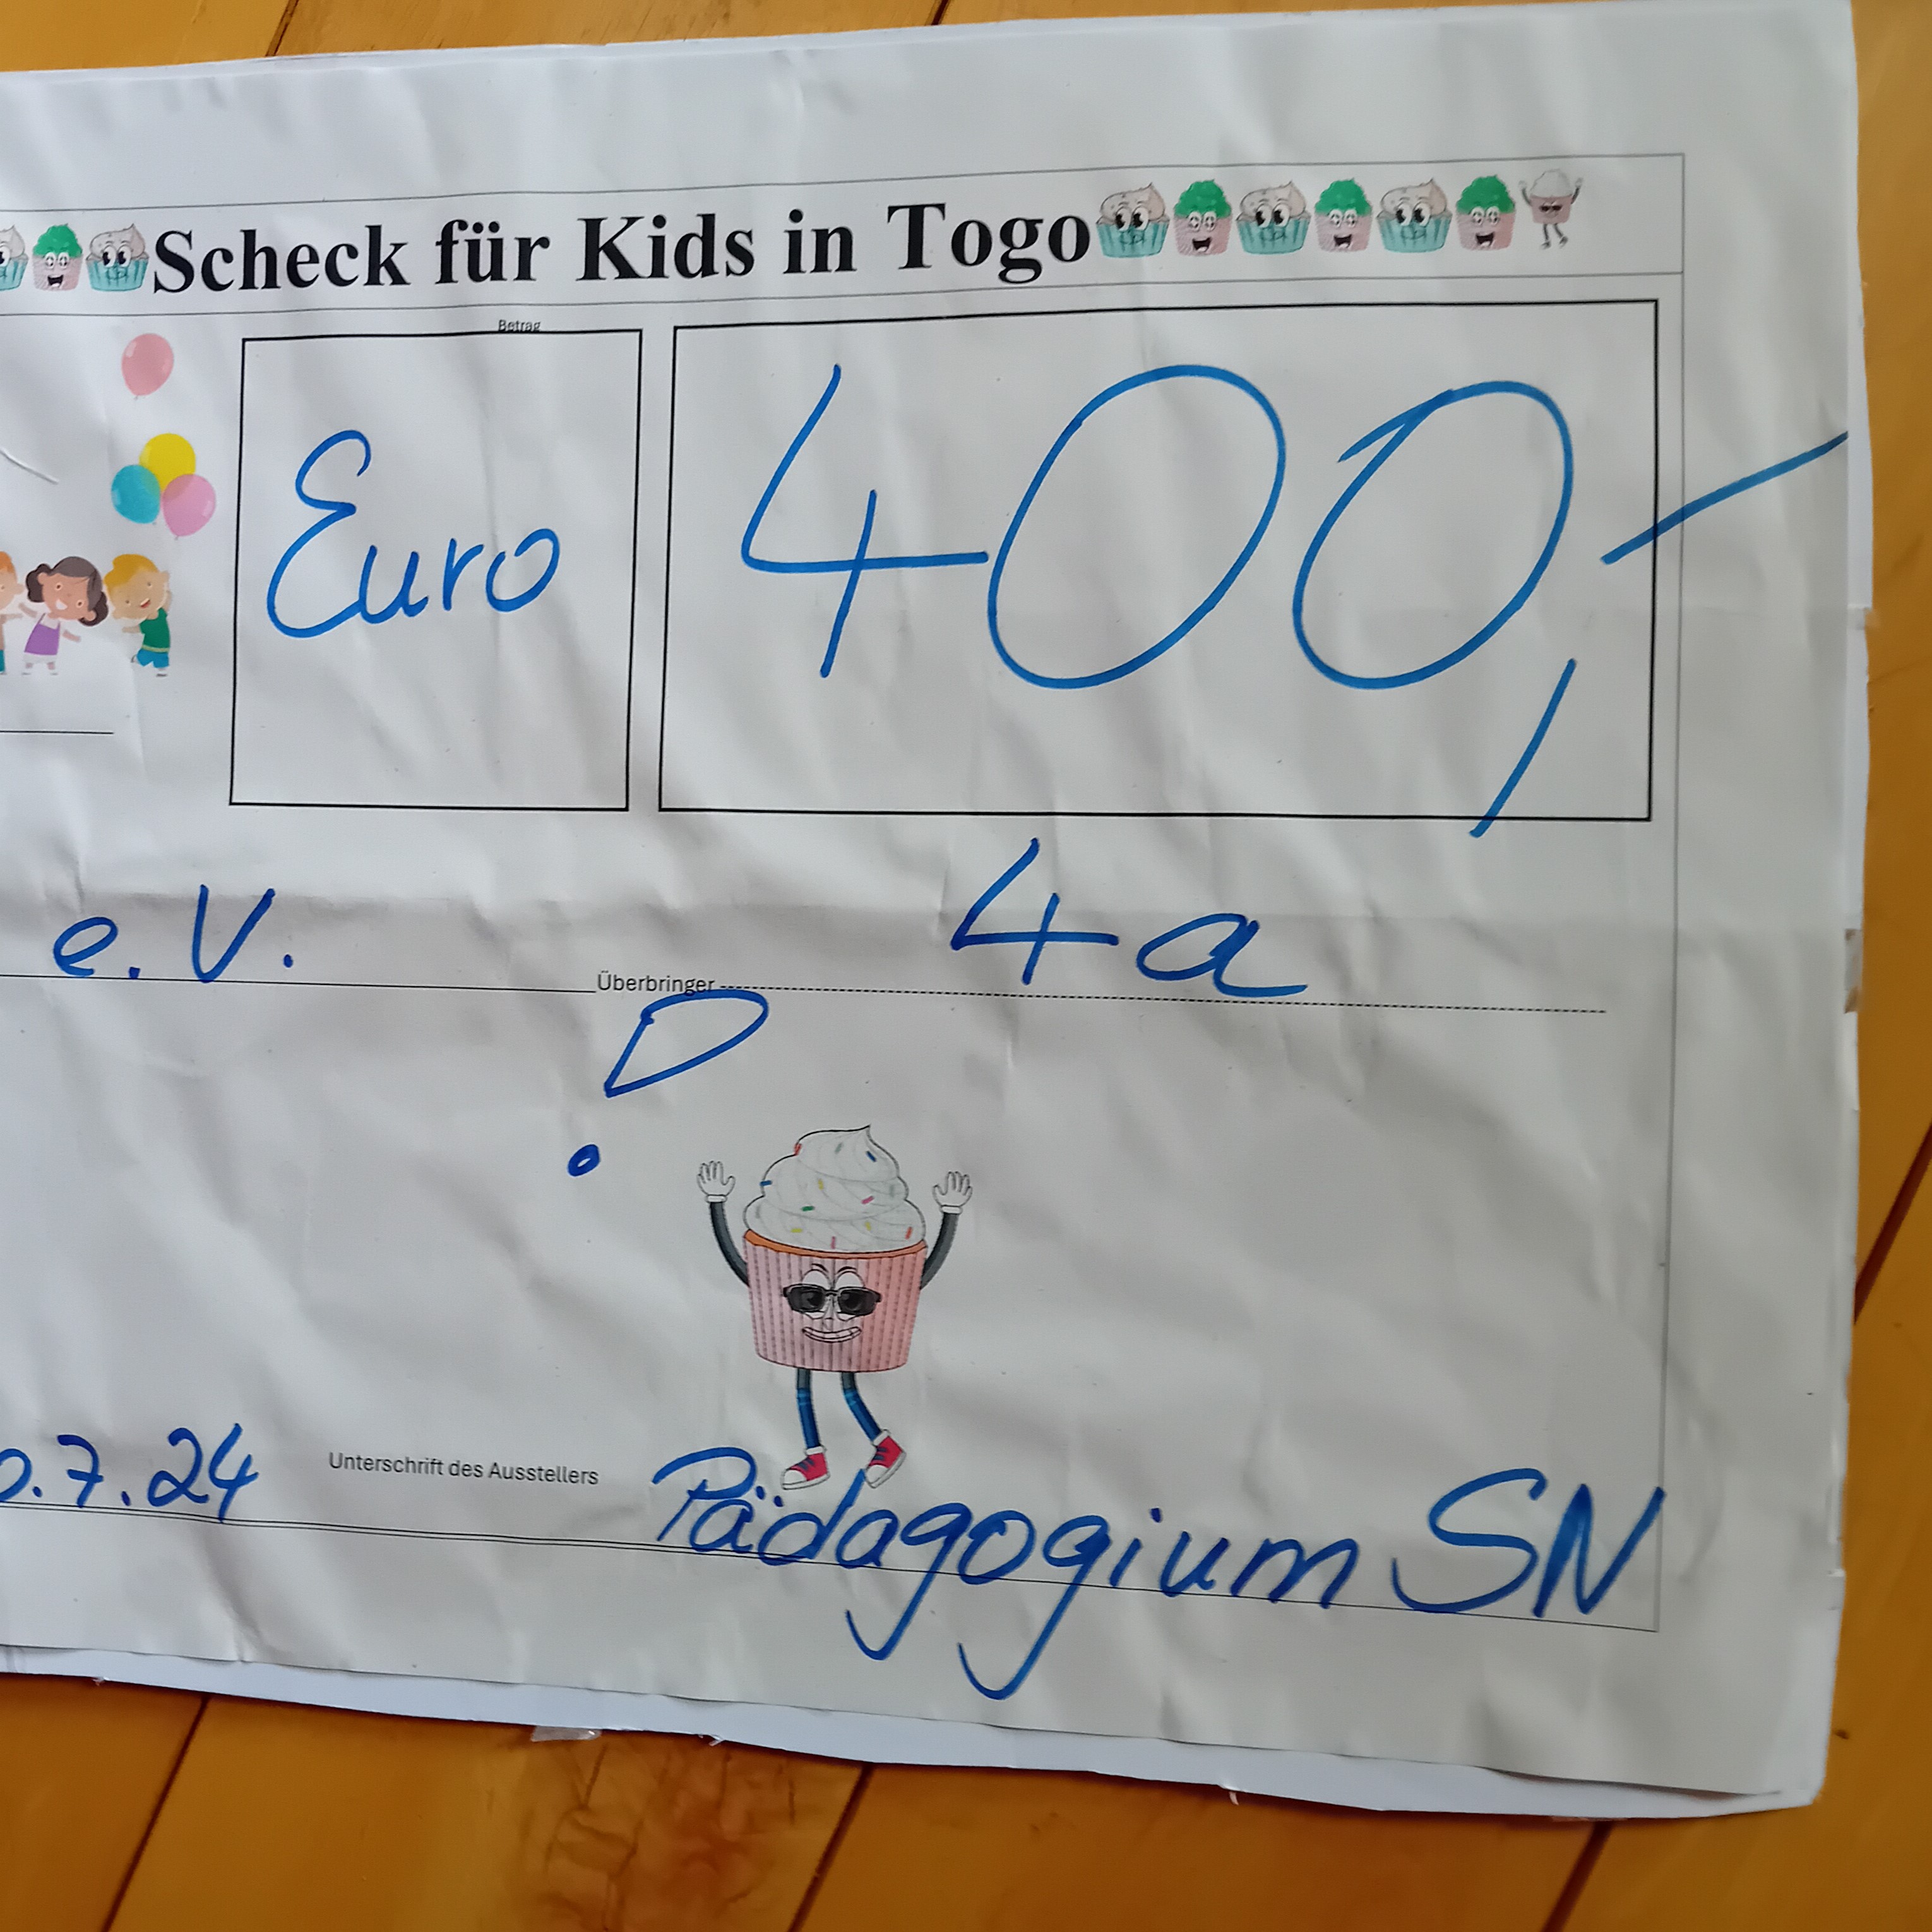 Scheck für Kids in Togo
Betrag
Euro 400,-
e.V. Überbringer 4a
.7.24 Unterschrift des Ausstellers Pädagogium SN